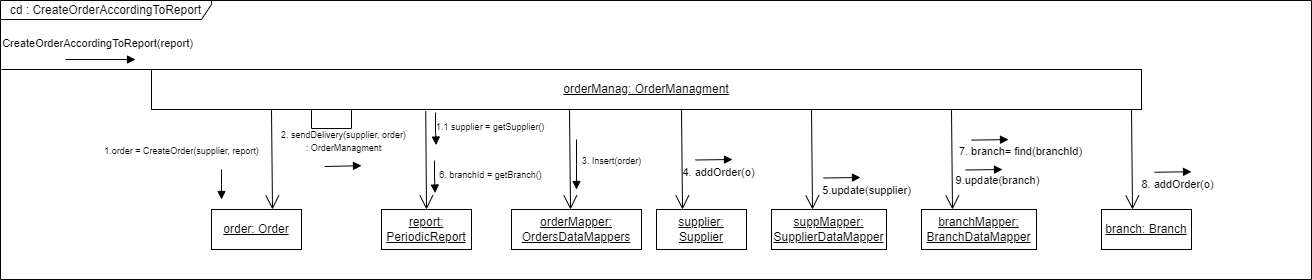 cd : CreateOrderAccordingToReport
CreateOrderAccordingToReport(report)
orderManag: OrderManagment
1.order = CreateOrder(supplier, report)
2. sendDelivery(supplier, order)
: OrderManagment
1.1 supplier = getSupplier()
6. branchId = getBranch()
3. Insert(order)
4. addOrder(o)
5.update(supplier)
7. branch= find(branchId)
9.update(branch)
8. addOrder(o)
order: Order
report:
PeriodicReport
orderMapper:
OrdersDataMappers
supplier:
Supplier
suppMapper:
SupplierDataMapper
branchMapper:
BranchDataMapper
branch: Branch